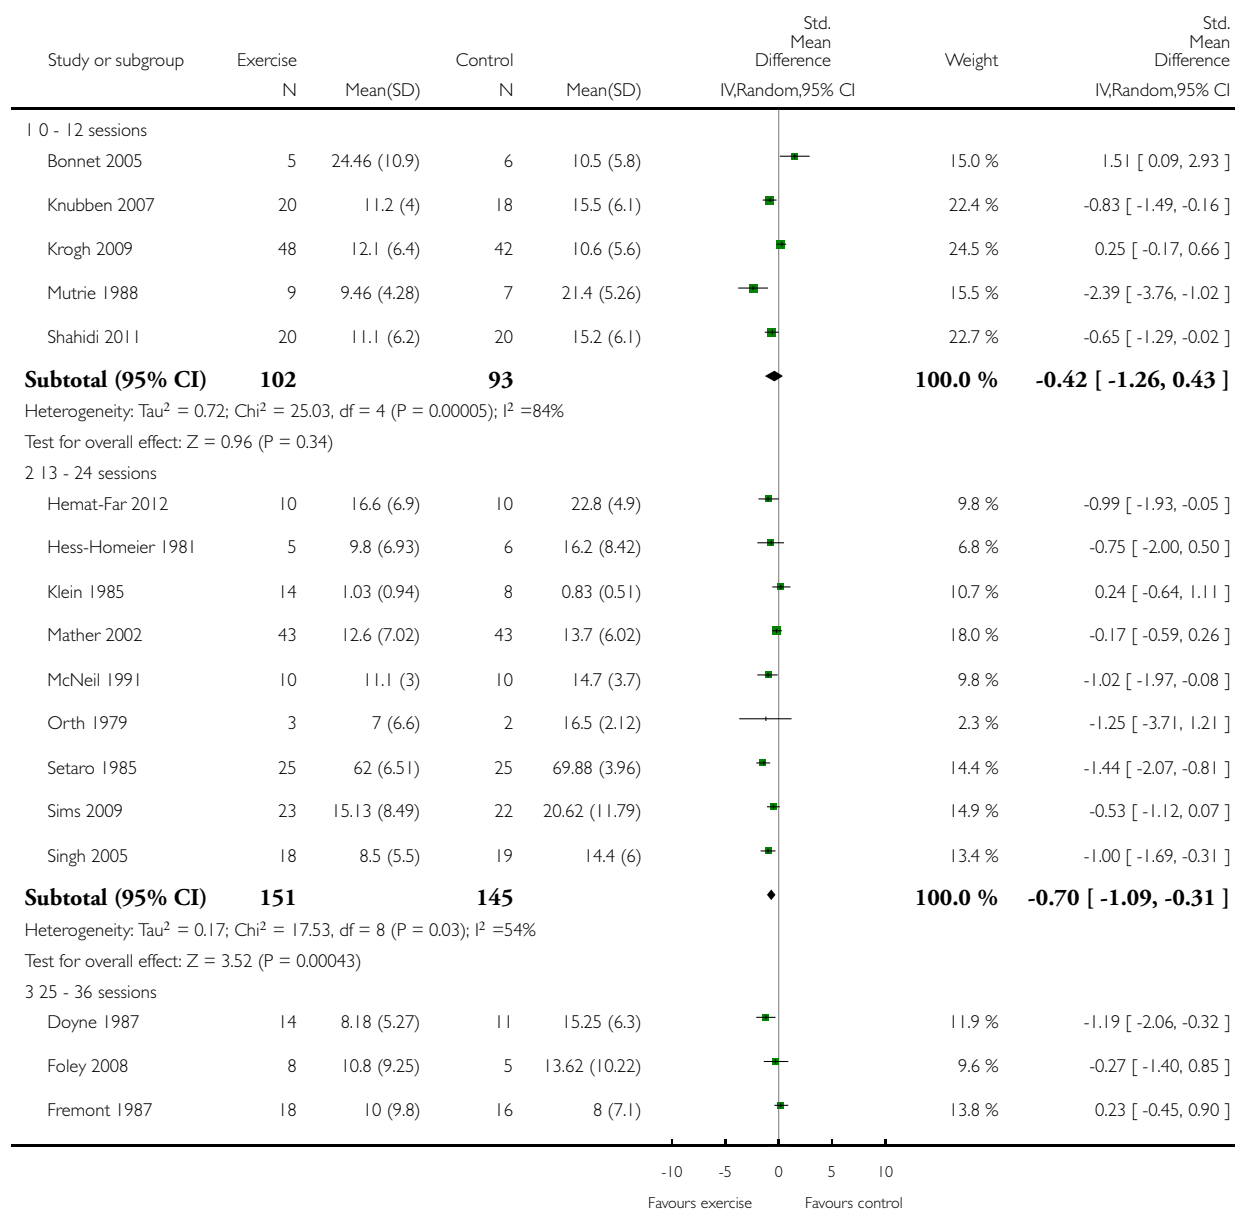 Std.
Mean
Difference
Std.
Mean
Difference
Study or subgroup Exercise Control Weight
N Mean(SD) N Mean(SD) IV,Random,95% CI IV,Random,95% CI
1 0 - 12 sessions
Bonnet 2005 5 24.46 (10.9) 6 10.5 (5.8) 15.0 % 1.51 [ 0.09, 2.93 ]
Knubben 2007 20 11.2 (4) 18 15.5 (6.1) 22.4 % -0.83 [ -1.49, -0.16 ]
Krogh 2009 48 12.1 (6.4) 42 10.6 (5.6) 24.5 % 0.25 [ -0.17, 0.66 ]
Mutrie 1988 9 9.46 (4.28) 7 21.4 (5.26) 15.5 % -2.39 [ -3.76, -1.02 ]
Shahidi 2011 20 11.1 (6.2) 20 15.2 (6.1) 22.7 % -0.65 [ -1.29, -0.02 ]
Subtotal (95% CI) 102 93 100.0 % -0.42 [ -1.26, 0.43 ]
Heterogeneity: Tau² = 0.72; Chi² = 25.03, df = 4 (P = 0.00005); I² =84%
Test for overall effect: Z = 0.96 (P = 0.34)
2 13 - 24 sessions
Hemat-Far 2012 10 16.6 (6.9) 10 22.8 (4.9) 9.8 % -0.99 [ -1.93, -0.05 ]
Hess-Homeier 1981 5 9.8 (6.93) 6 16.2 (8.42) 6.8 % -0.75 [ -2.00, 0.50 ]
Klein 1985 14 1.03 (0.94) 8 0.83 (0.51) 10.7 % 0.24 [ -0.64, 1.11 ]
Mather 2002 43 12.6 (7.02) 43 13.7 (6.02) 18.0 % -0.17 [ -0.59, 0.26 ]
McNeil 1991 10 11.1 (3) 10 14.7 (3.7) 9.8 % -1.02 [ -1.97, -0.08 ]
Orth 1979 3 7 (6.6) 2 16.5 (2.12) 2.3 % -1.25 [ -3.71, 1.21 ]
Setaro 1985 25 62 (6.51) 25 69.88 (3.96) 14.4 % -1.44 [ -2.07, -0.81 ]
Sims 2009 23 15.13 (8.49) 22 20.62 (11.79) 14.9 % -0.53 [ -1.12, 0.07 ]
Singh 2005 18 8.5 (5.5) 19 14.4 (6) 13.4 % -1.00 [ -1.69, -0.31 ]
Subtotal (95% CI) 151 145 100.0 % -0.70 [ -1.09, -0.31 ]
Heterogeneity: Tau² = 0.17; Chi² = 17.53, df = 8 (P = 0.03); I² =54%
Test for overall effect: Z = 3.52 (P = 0.00043)
3 25 - 36 sessions
Doyne 1987 14 8.18 (5.27) 11 15.25 (6.3) 11.9 % -1.19 [ -2.06, -0.32 ]
Foley 2008 8 10.8 (9.25) 5 13.62 (10.22) 9.6 % -0.27 [ -1.40, 0.85 ]
Fremont 1987 18 10 (9.8) 16 8 (7.1) 13.8 % 0.23 [ -0.45, 0.90 ]
-10 -5 0 5 10
Favours exercise Favours control